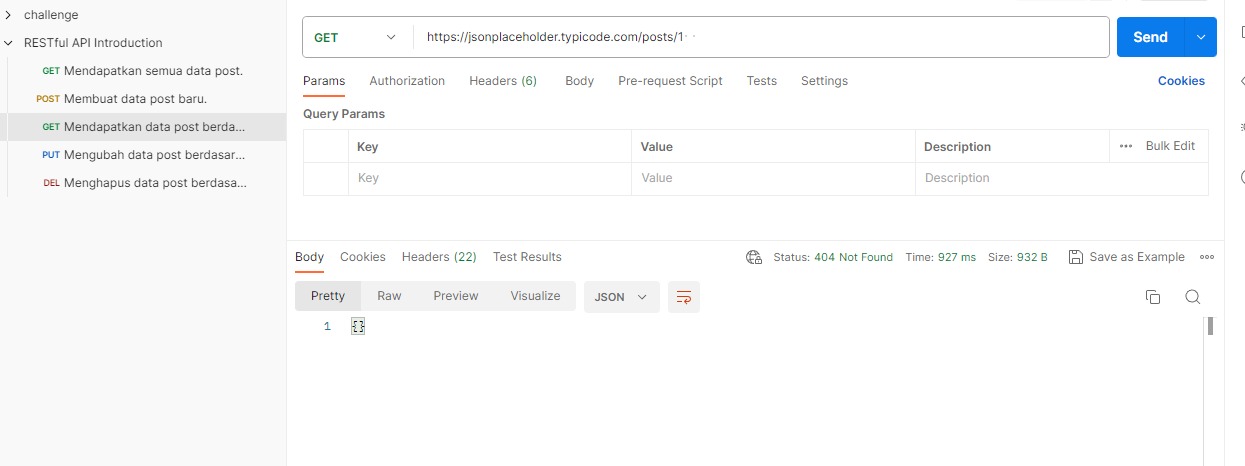 challenge
RESTful API Introduction
GET Mendapatkan semua data post.
POST Membuat data post baru.
GET Mendapatkan data post berda...
PUT Mengubah data post berdasar...
DEL Menghapus data post berdasa...
GET https://jsonplaceholder.typicode.com/posts/1·· Send
Params Authorization Headers (6) Body Pre-request Script Tests Settings Cookies
Query Params
Key Value Description ••• Bulk Edit
Key Value Description
Body Cookies Headers (22) Test Results Status: 404 Not Found Time: 927 ms Size: 932 B Save as Example
Pretty Raw Preview Visualize JSON
1 {}